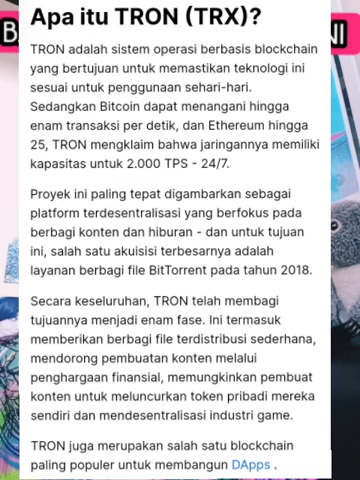 Apa itu TRON (TRX)?
TRON adalah sistem operasi berbasis blockchain
yang bertujuan untuk memastikan teknologi ini
sesuai untuk penggunaan sehari-hari.
Sedangkan Bitcoin dapat menangani hingga
enam transaksi per detik, dan Ethereum hingga
25, TRON mengklaim bahwa jaringannya memiliki
kapasitas untuk 2.000 TPS - 24/7.
Proyek ini paling tepat digambarkan sebagai
platform terdesentralisasi yang berfokus pada
berbagi konten dan hiburan - dan untuk tujuan
ini, salah satu akuisisi terbesarnya adalah
layanan berbagi file BitTorrent pada tahun 2018.
Secara keseluruhan, TRON telah membagi
tujuannya menjadi enam fase. Ini termasuk
memberikan berbagi file terdistribusi sederhana,
mendorong pembuatan konten melalui
penghargaan finansial, memungkinkan pembuat
konten untuk meluncurkan token pribadi mereka
sendiri dan mendesentralisasi industri game.
TRON juga merupakan salah satu blockchain
paling populer untuk membangun DApps .